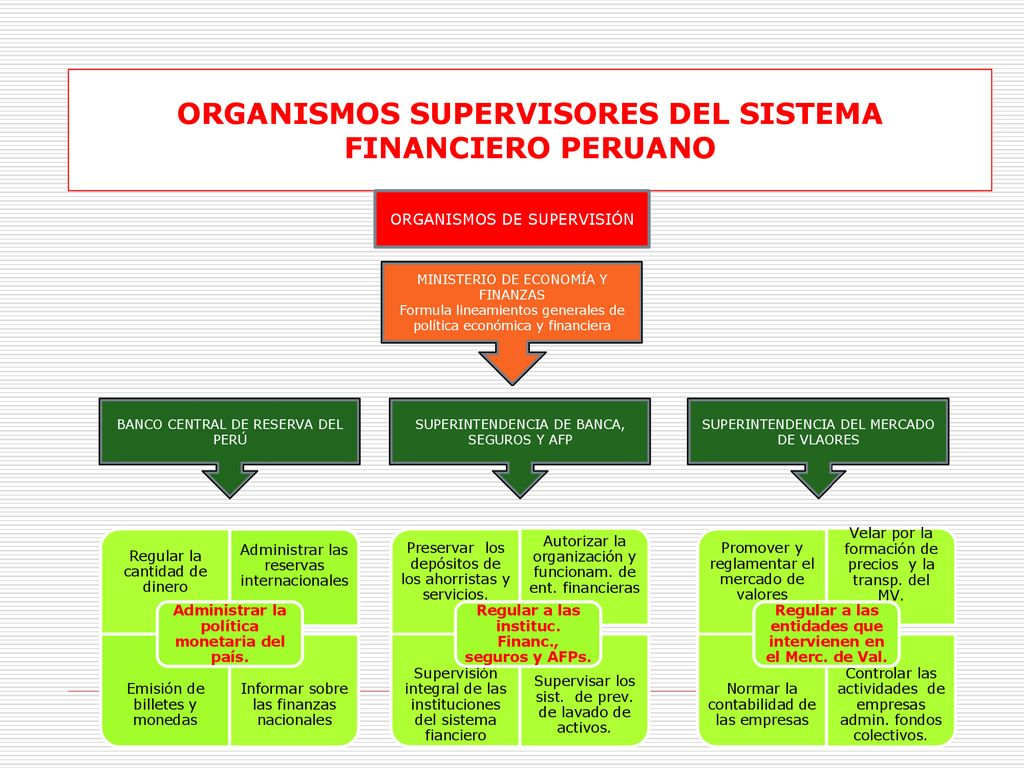 ORGANISMOS SUPERVISORES DEL SISTEMA
FINANCIERO PERUANO
ORGANISMOS DE SUPERVISIÓN
MINISTERIO DE ECONOMÍA Y
FINANZAS
Formula lineamientos generales de
política económica y financiera
BANCO CENTRAL DE RESERVA DEL
PERÚ
SUPERINTENDENCIA DE BANCA,
SEGUROS Y AFP
SUPERINTENDENCIA DEL MERCADO
DE VLAORES
Regular la
cantidad de
dinero
Administrar las
reservas
internacionales
Administrar la
política
monetaria del
país.
Emisión de
billetes y
monedas
Informar sobre
las finanzas
nacionales
Preservar los
depósitos de
los ahorristas y
servicios.
Autorizar la
organización y
funcionam. de
ent. financieras
Regular a las
instituc.
Financ.,
seguros y AFPs.
Supervisión
integral de las
instituciones
del sistema
fianciero
Supervisar los
sist. de prev.
de lavado de
activos.
Promover y
reglamentar el
mercado de
valores
Velar por la
formación de
precios y la
transp. del
MV.
Regular a las
entidades que
intervienen en
el Merc. de Val.
Normar la
contabilidad de
las empresas
Controlar las
actividades de
empresas
admin. fondos
colectivos.